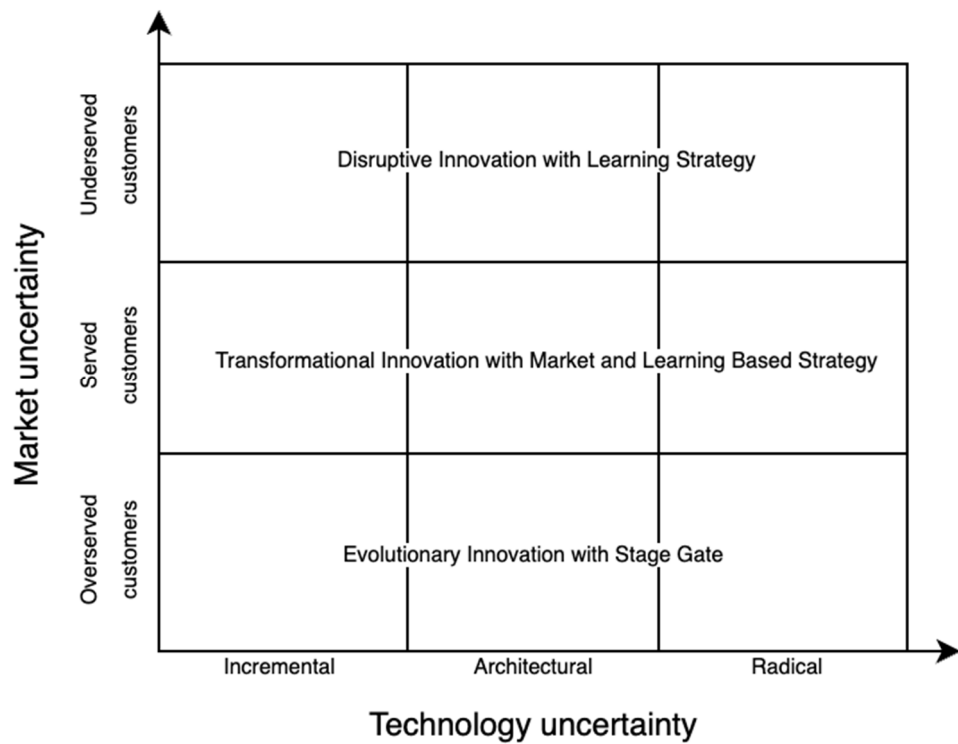 Market uncertainty
Underserved
customers
Disruptive Innovation with Learning Strategy
Served
customers
Transformational Innovation with Market and Learning Based Strategy
Overserved
customers
Evolutionary Innovation with Stage Gate
Incremental
Architectural
Radical
Technology uncertainty